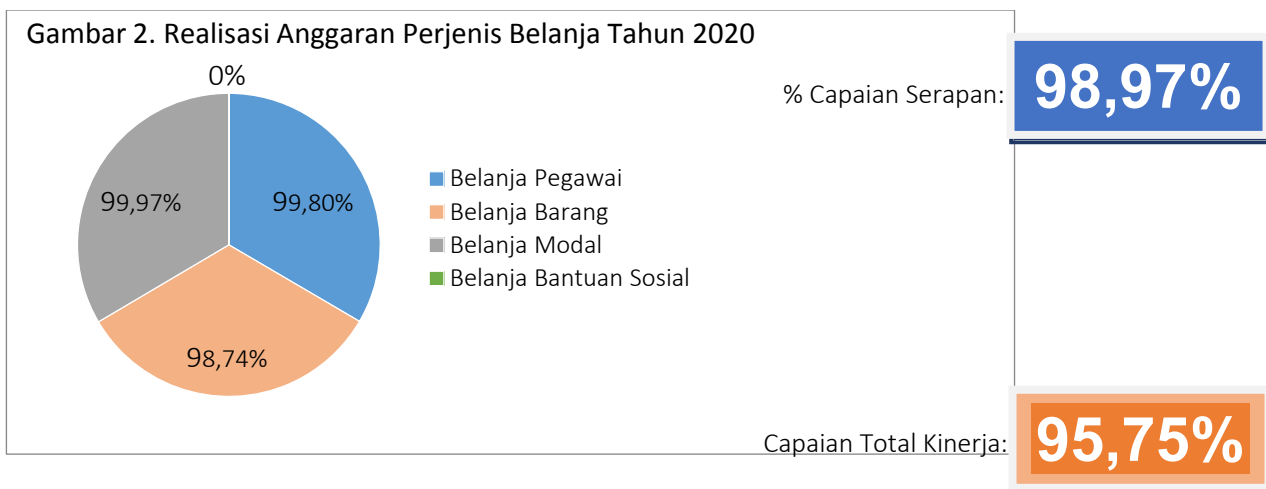 Gambar 2. Realisasi Anggaran Perjenis Belanja Tahun 2020
0%
99,97%
99,80%
98,74%
Belanja Pegawai
Belanja Barang
Belanja Modal
Belanja Bantuan Sosial
% Capaian Serapan:
98,97%
Capaian Total Kinerja:
95,75%